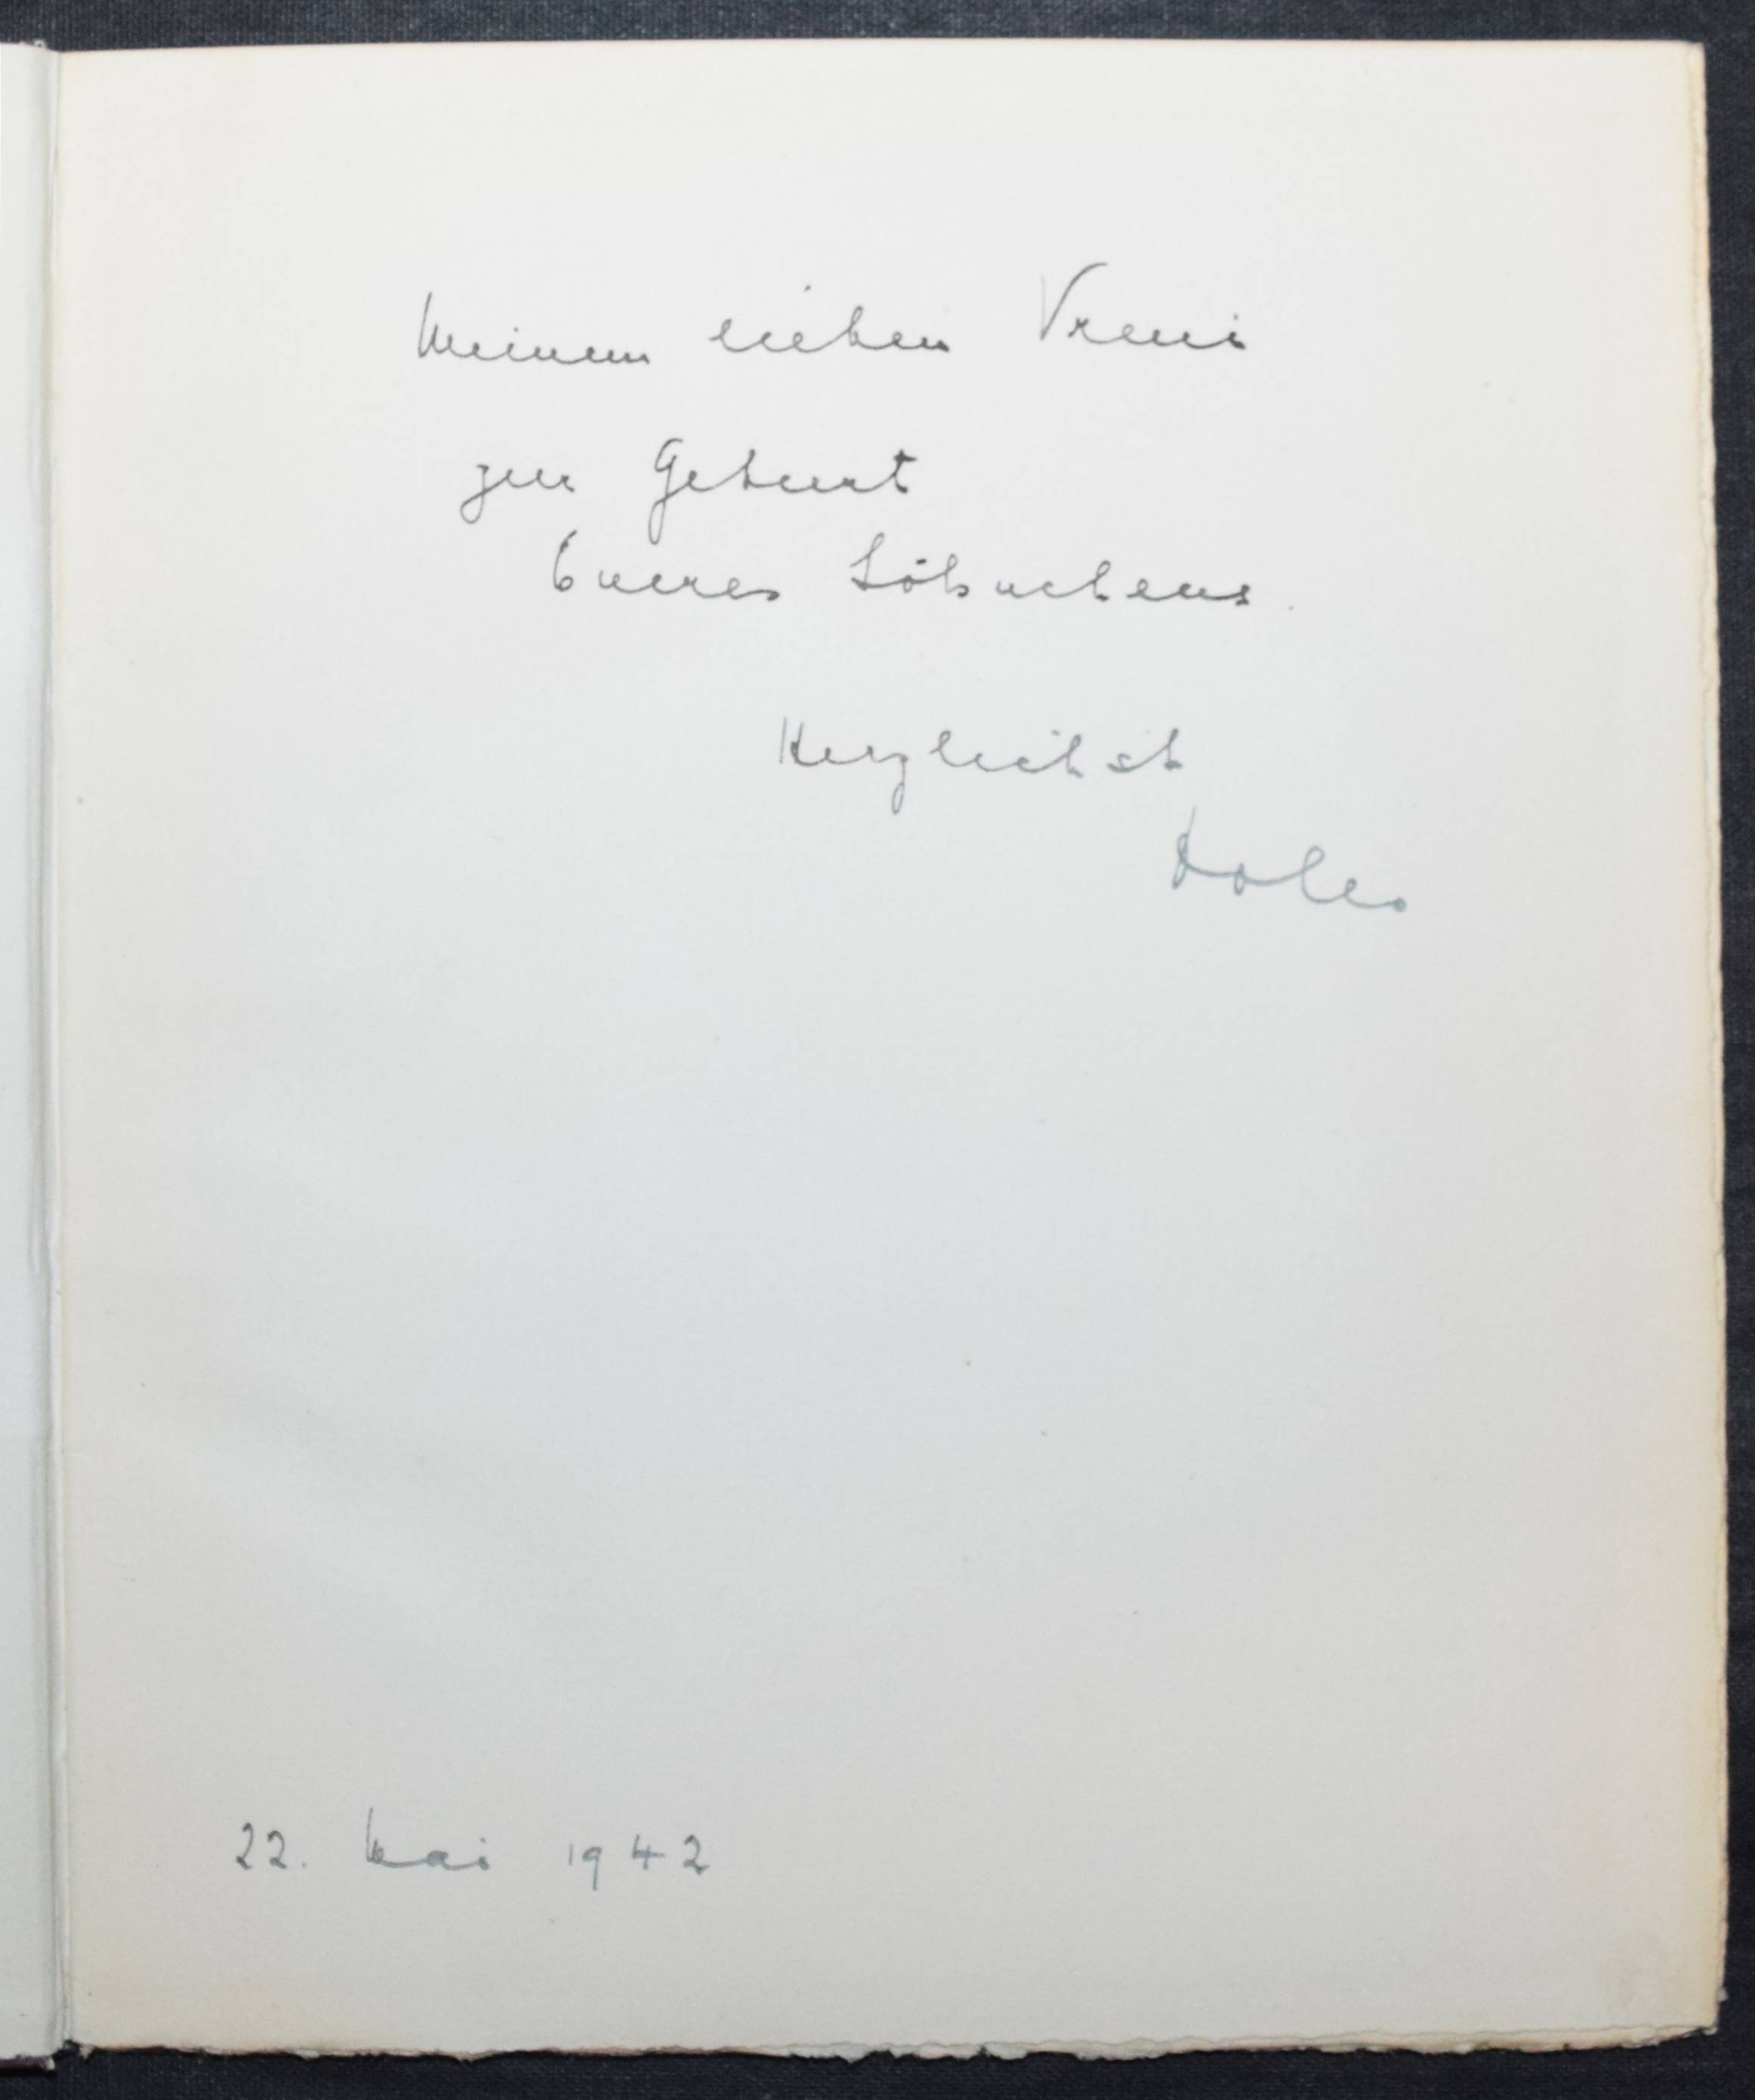 Meinem lieben Vreni
zur Geburt
Eueres Söhnchens.
Herzlichst
22. Mai 1942